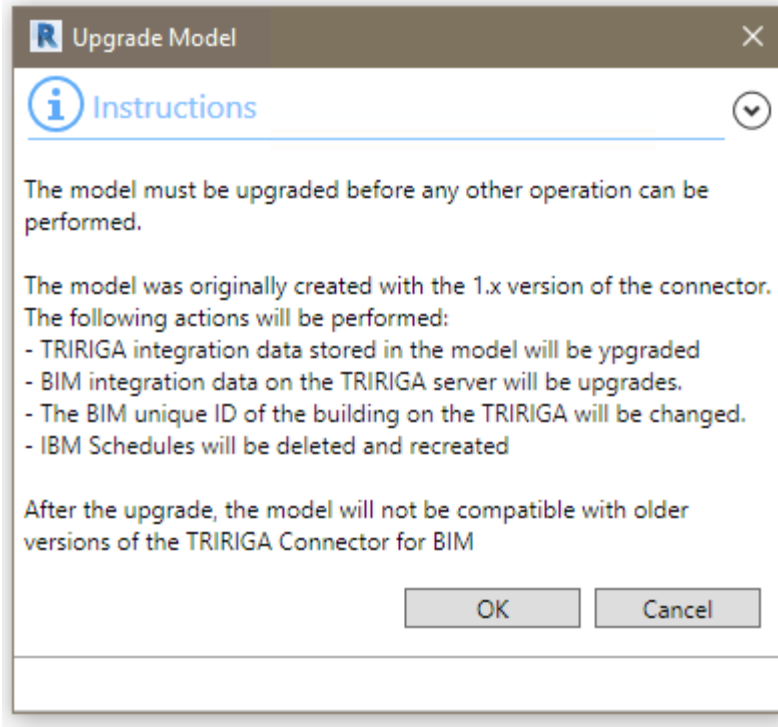 R Upgrade Model
i Instructions
The model must be upgraded before any other operation can be
performed.
The model was originally created with the 1.x version of the connector.
The following actions will be performed:
- TRIRIGA integration data stored in the model will be ypgraded
- BIM integration data on the TRIRIGA server will be upgrades.
- The BIM unique ID of the building on the TRIRIGA will be changed.
- IBM Schedules will be deleted and recreated
After the upgrade, the model will not be compatible with older
versions of the TRIRIGA Connector for BIM
OK Cancel